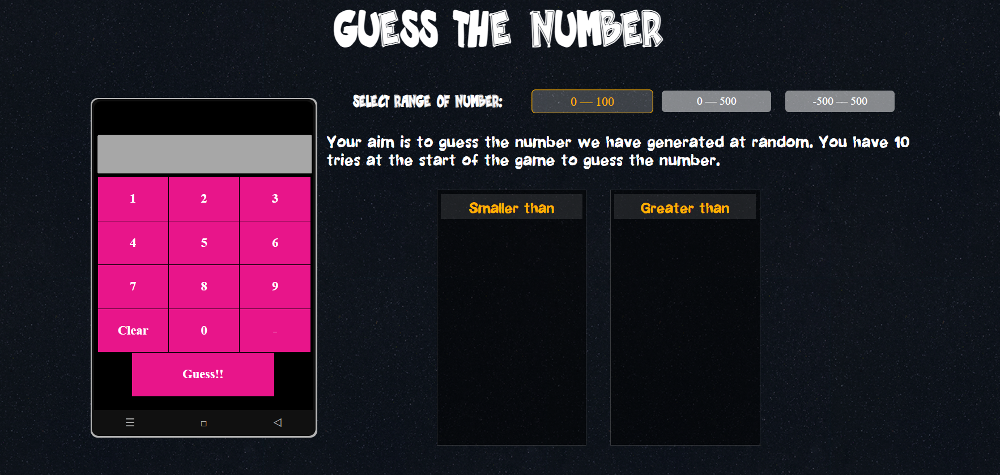 GUESS THE NUMBER
SELECT RANGE OF NUMBER:
0 — 100
0 — 500
-500 — 500
Your aim is to guess the number we have generated at random. You have 10
tries at the start of the game to guess the number.
1 2 3
4 5 6
7 8 9
Clear 0 -
Guess!!
Smaller than
Greater than